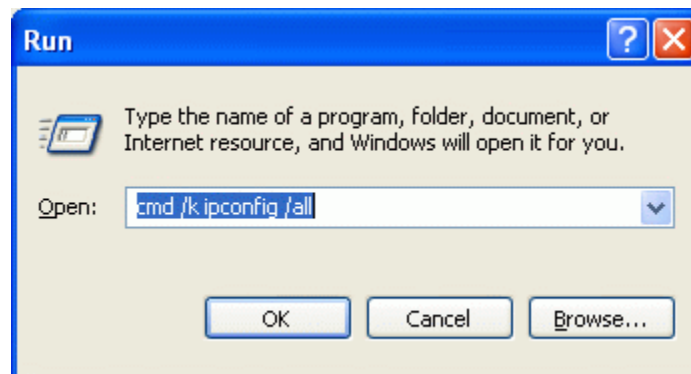 Run
Type the name of a program, folder, document, or
Internet resource, and Windows will open it for you.
Open:
cmd /k ipconfig /all
OK
Cancel
Browse...